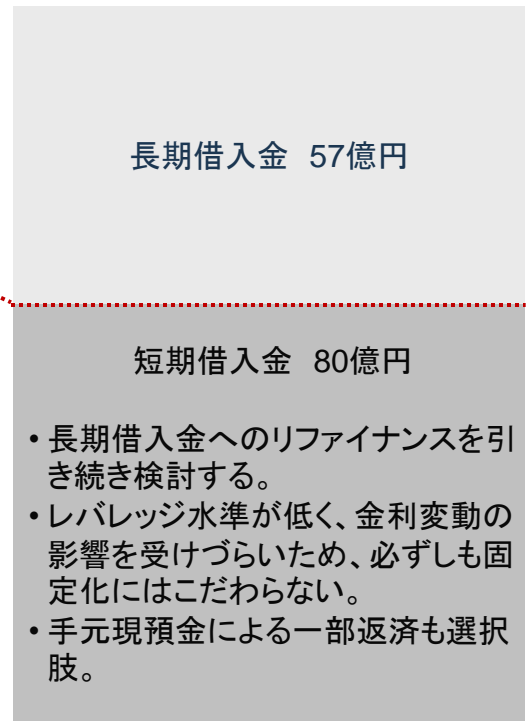 長期借入金 57億円
短期借入金 80億円
• 長期借入金へのリファイナンスを引
き続き検討する。
• レバレッジ水準が低く、金利変動の
影響を受けづらいため、必ずしも固
定化にはこだわらない。
• 手元現預金による一部返済も選択
肢。